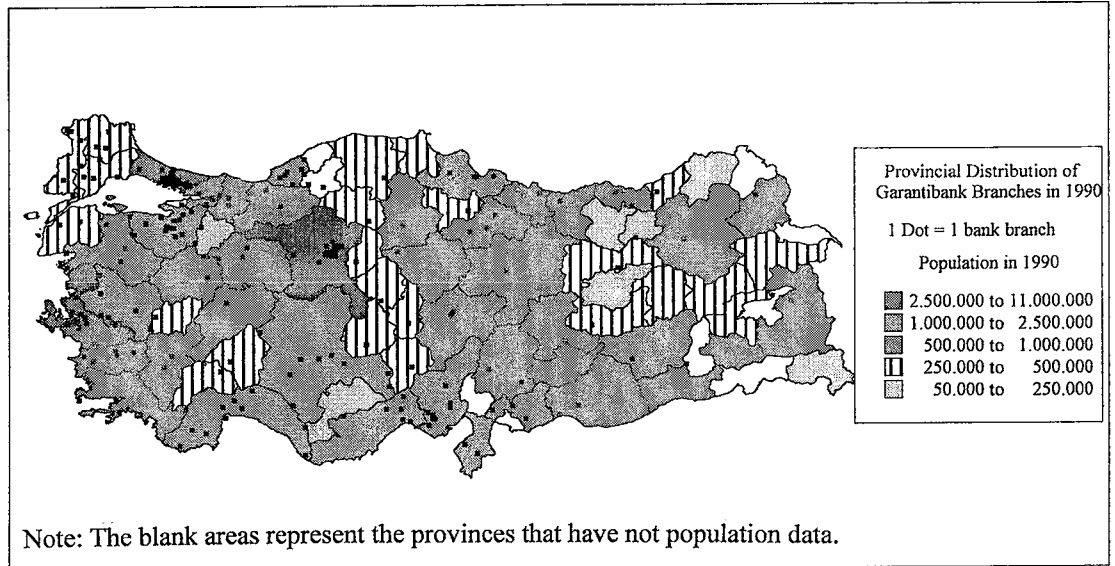 Provincial Distribution of
Garantibank Branches in 1990
1 Dot = 1 bank branch
Population in 1990
2.500.000 to 11.000.000
1.000.000 to 2.500.000
500.000 to 1.000.000
250.000 to 500.000
50.000 to 250.000
Note: The blank areas represent the provinces that have not population data.